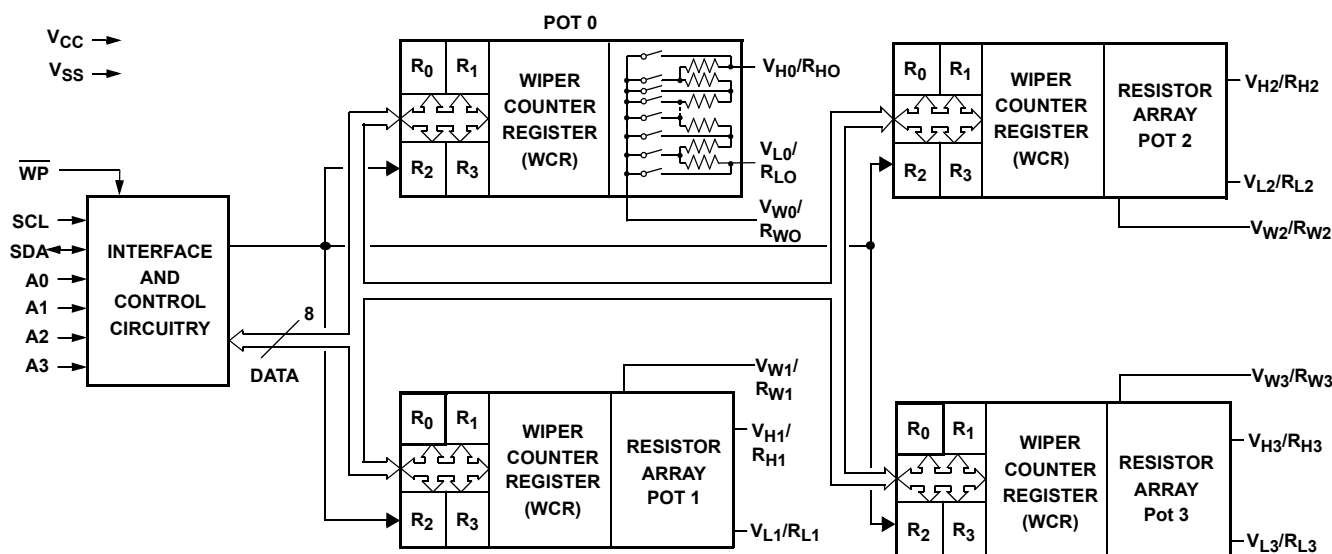 POT 0
VCC
VSS
WP
SCL
SDA
A0
A1
A2
A3
INTERFACE
AND
CONTROL
CIRCUITRY
8
DATA
R0 R1
R2 R3
WIPER
COUNTER
REGISTER
(WCR)
VH0/RHO
VL0/
RLO
VW0/
RWO
R0 R1
R2 R3
WIPER
COUNTER
REGISTER
(WCR)
RESISTOR
ARRAY
POT 2
VH2/RH2
VL2/RL2
VW2/RW2
R0 R1
R2 R3
WIPER
COUNTER
REGISTER
(WCR)
RESISTOR
ARRAY
POT 1
VW1/
RW1
VH1/
RH1
VL1/RL1
R0 R1
R2 R3
WIPER
COUNTER
REGISTER
(WCR)
RESISTOR
ARRAY
Pot 3
VW3/RW3
VH3/RH3
VL3/RL3